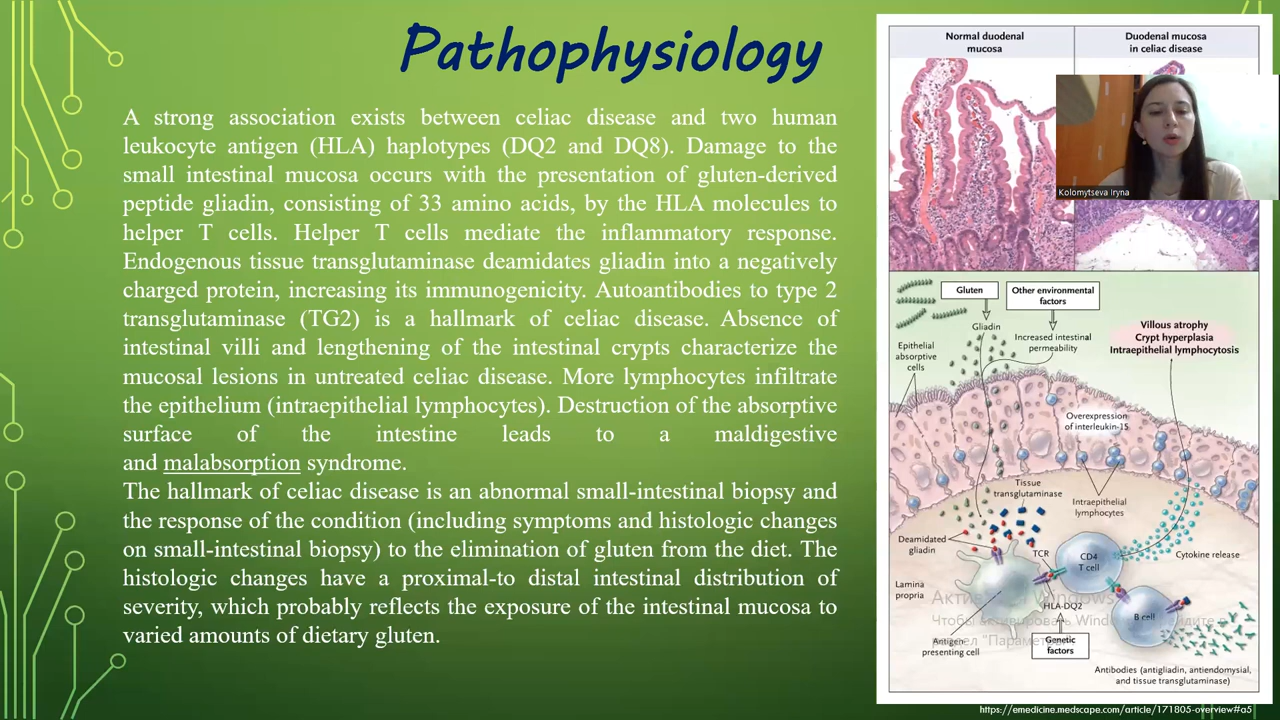 Pathophysiology
A strong association exists between celiac disease and two human
leukocyte antigen (HLA) haplotypes (DQ2 and DQ8). Damage to the
small intestinal mucosa occurs with the presentation of gluten-derived
peptide gliadin, consisting of 33 amino acids, by the HLA molecules to
helper T cells. Helper T cells mediate the inflammatory response.
Endogenous tissue transglutaminase deamidates gliadin into a negatively
charged protein, increasing its immunogenicity. Autoantibodies to type 2
transglutaminase (TG2) is a hallmark of celiac disease. Absence of
intestinal villi and lengthening of the intestinal crypts characterize the
mucosal lesions in untreated celiac disease. More lymphocytes infiltrate
the epithelium (intraepithelial lymphocytes). Destruction of the absorptive
surface of the intestine leads to a maldigestive
and malabsorption syndrome.
The hallmark of celiac disease is an abnormal small-intestinal biopsy and
the response of the condition (including symptoms and histologic changes
on small-intestinal biopsy) to the elimination of gluten from the diet. The
histologic changes have a proximal-to distal intestinal distribution of
severity, which probably reflects the exposure of the intestinal mucosa to
varied amounts of dietary gluten.
Normal duodenal
mucosa
Duodenal mucosa
in celiac disease
Kolomytseva Iryna
Gluten
Other environmental
factors
Gliadin
Increased intestinal
permeability
Epithelial
absorptive
cells
Villous atrophy
Crypt hyperplasia
Intraepithelial lymphocytosis
Overexpression
of interleukin-15
Tissue
transglutaminase
Intraepithelial
lymphocytes
Deamidated
gliadin
TCR
CD4
T cell
Cytokine release
Lamina
propria
HLA-DQ2
B cell
Antigen-
presenting cell
Genetic
factors
Antibodies (antigliadin, antiendomysial,
and tissue transglutaminase)
Windows
Чтобы активировать Windows
раздел "Параметры
https://emedicine.medscape.com/article/171805-overview#a5